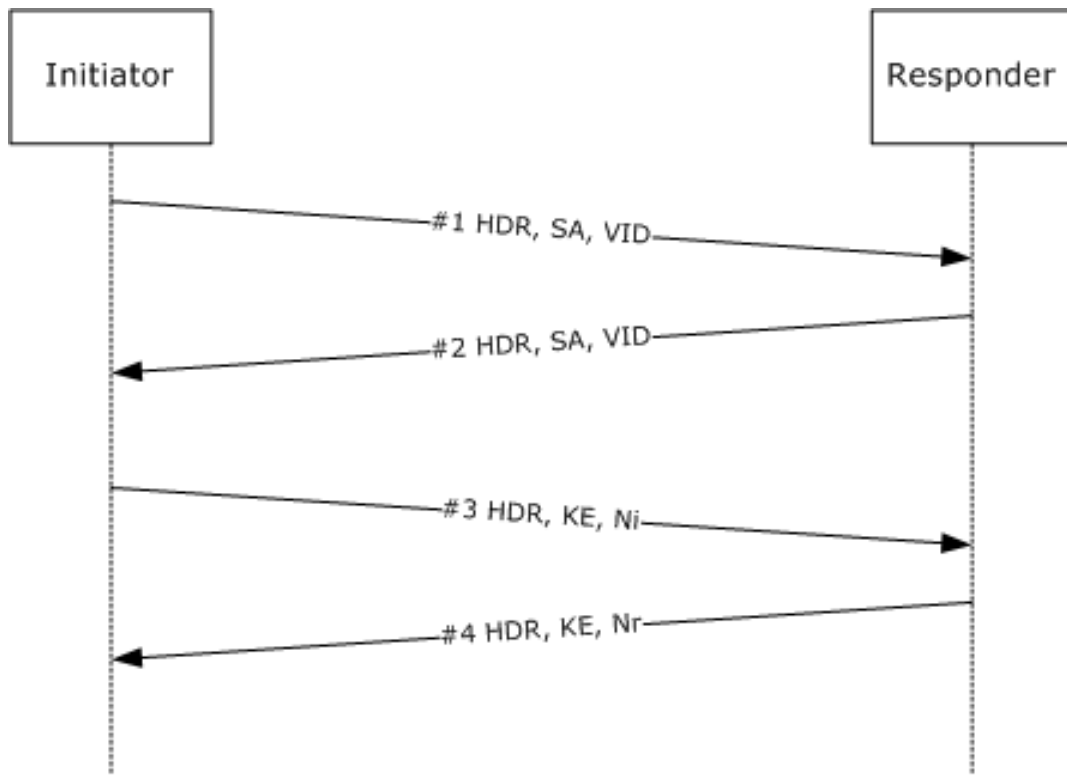 Initiator
Responder
#1 HDR, SA, VID
#2 HDR, SA, VID
#3 HDR, KE, Ni
#4 HDR, KE, Nr